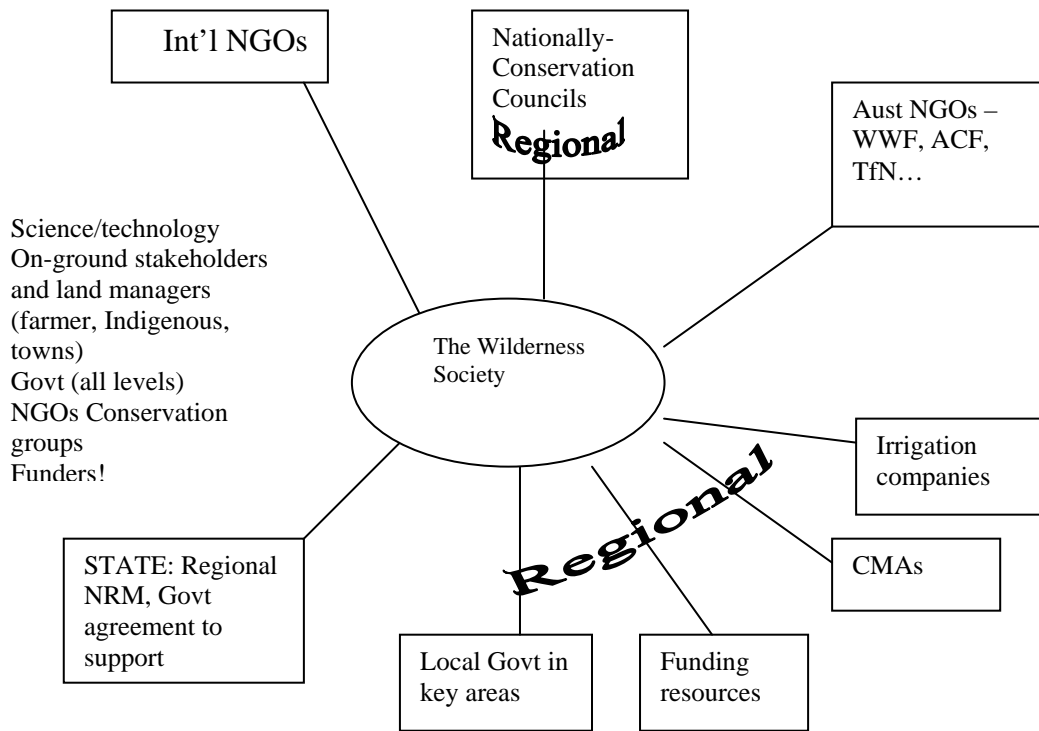 Int’l NGOs
Nationally-
Conservation
Councils
Regional
Aust NGOs –
WWF, ACF,
TfN…
Science/technology
On-ground stakeholders
and land managers
(farmer, Indigenous,
towns)
Govt (all levels)
NGOs Conservation
groups
Funders!
The Wilderness
Society
Irrigation
companies
Regional
CMAs
STATE: Regional
NRM, Govt
agreement to
support
Local Govt in
key areas
Funding
resources